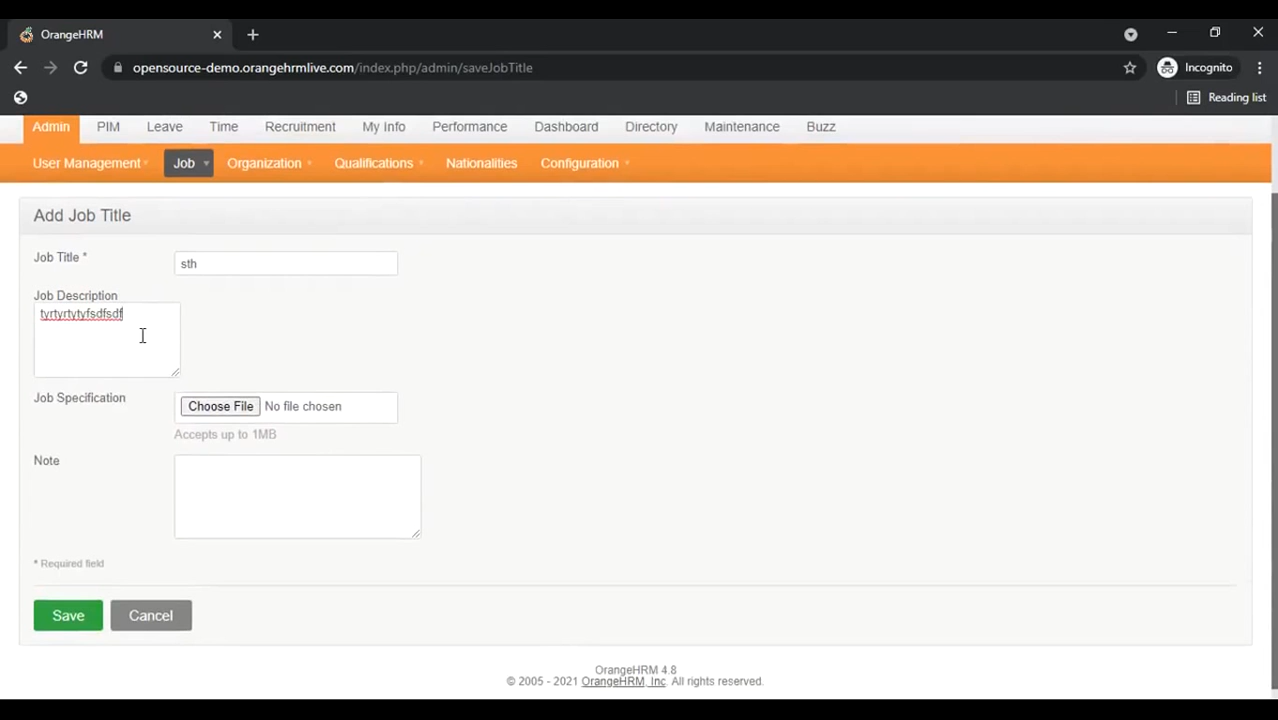 OrangeHRM
opensource-demo.orangehrmlive.com/index.php/admin/saveJobTitle
Incognito
Reading list
Admin PIM Leave Time Recruitment My Info Performance Dashboard Directory Maintenance Buzz
User Management Job Organization Qualifications Nationalities Configuration
Add Job Title
Job Title * sth
Job Description
tyrtyrtytyfsdfsdf
Job Specification Choose File No file chosen
Accepts up to 1MB
Note
* Required field
Save Cancel
OrangeHRM 4.8
© 2005 - 2021 OrangeHRM, Inc. All rights reserved.